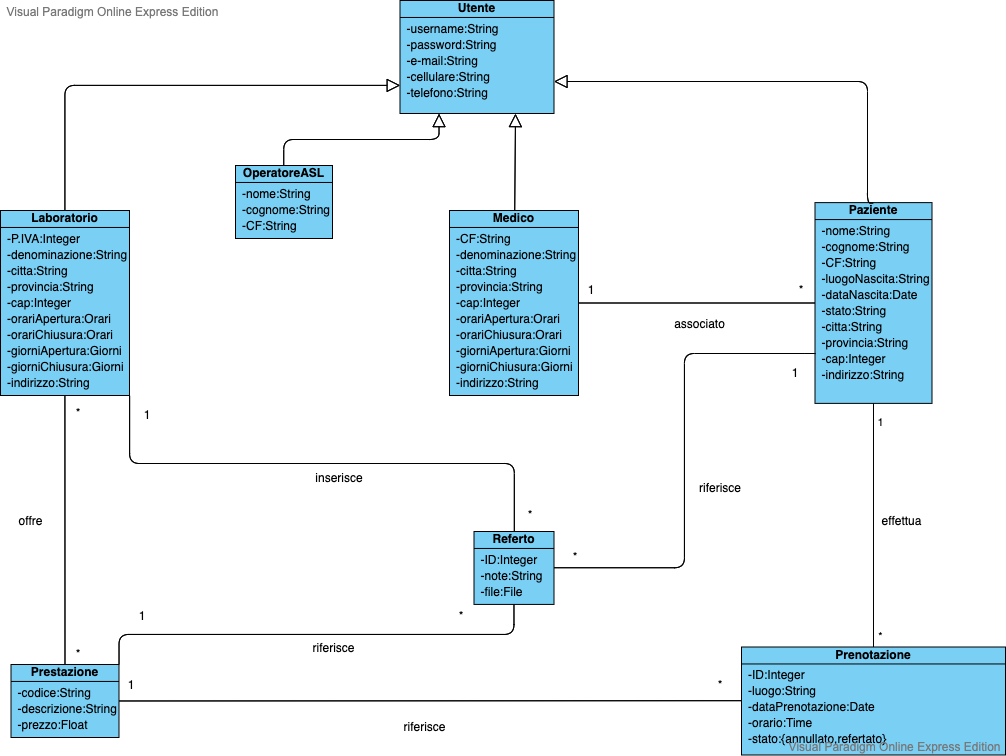 Visual Paradigm Online Express Edition
Utente
-username:String
-password:String
-e-mail:String
-cellulare:String
-telefono:String
OperatoreASL
-nome:String
-cognome:String
-CF:String
Laboratorio
-P.IVA:Integer
-denominazione:String
-citta:String
-provincia:String
-cap:Integer
-orariApertura:Orari
-orariChiusura:Orari
-giorniApertura:Giorni
-giorniChiusura:Giorni
-indirizzo:String
Medico
-CF:String
-denominazione:String
-citta:String
-provincia:String
-cap:Integer
-orariApertura:Orari
-orariChiusura:Orari
-giorniApertura:Giorni
-giorniChiusura:Giorni
-indirizzo:String
Paziente
-nome:String
-cognome:String
-CF:String
-luogoNascita:String
-dataNascita:Date
-stato:String
-citta:String
-provincia:String
-cap:Integer
-indirizzo:String
1
*
associato
1
*
1
1
inserisce
riferisce
offre
*
effettua
Referto
-ID:Integer
-note:String
-file:File
*
1
*
riferisce
*
*
Prestazione
-codice:String
-descrizione:String
-prezzo:Float
1
*
riferisce
Prenotazione
-ID:Integer
-luogo:String
-dataPrenotazione:Date
-orario:Time
-stato:{annullato,refertato}
Visual Paradigm Online Express Edition